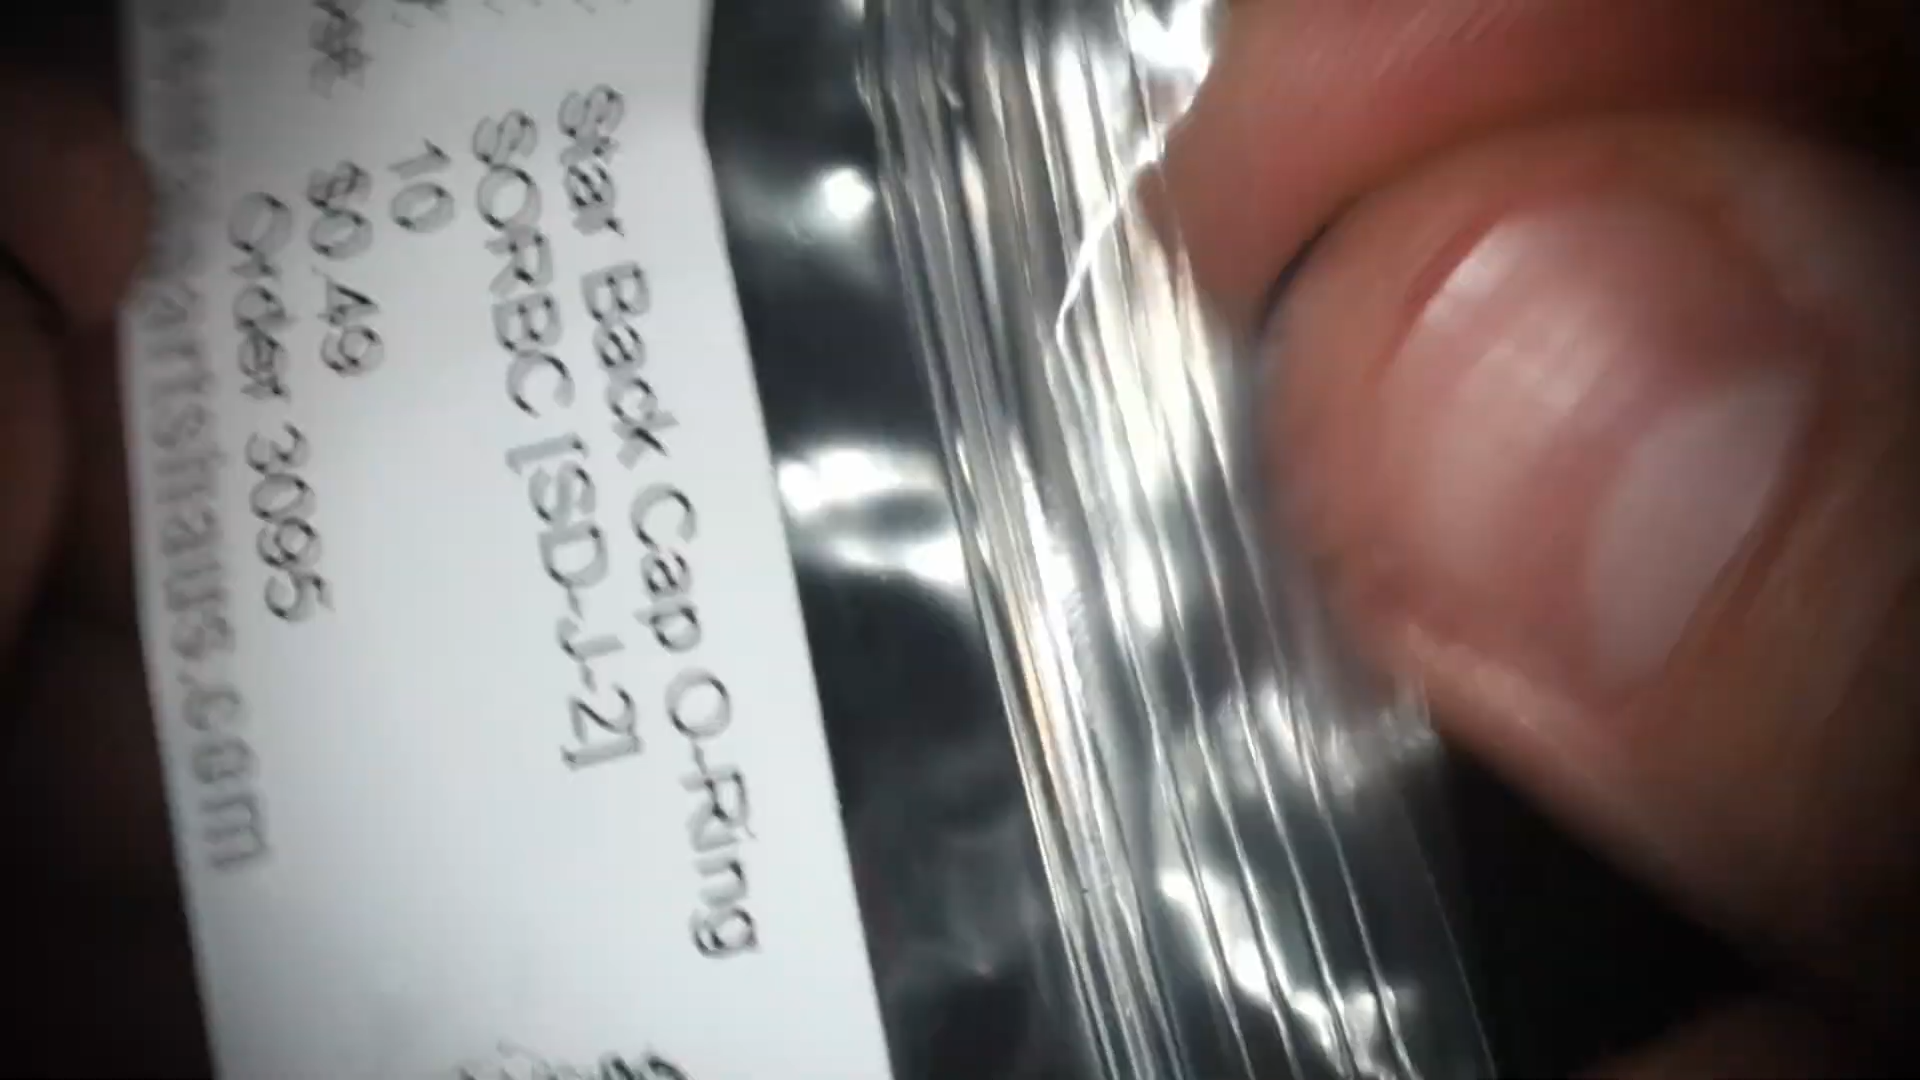 Star Back Cap O-Ring
SORBC [SD-J-2]
10
$0.49
Order 3095
artshaus.com